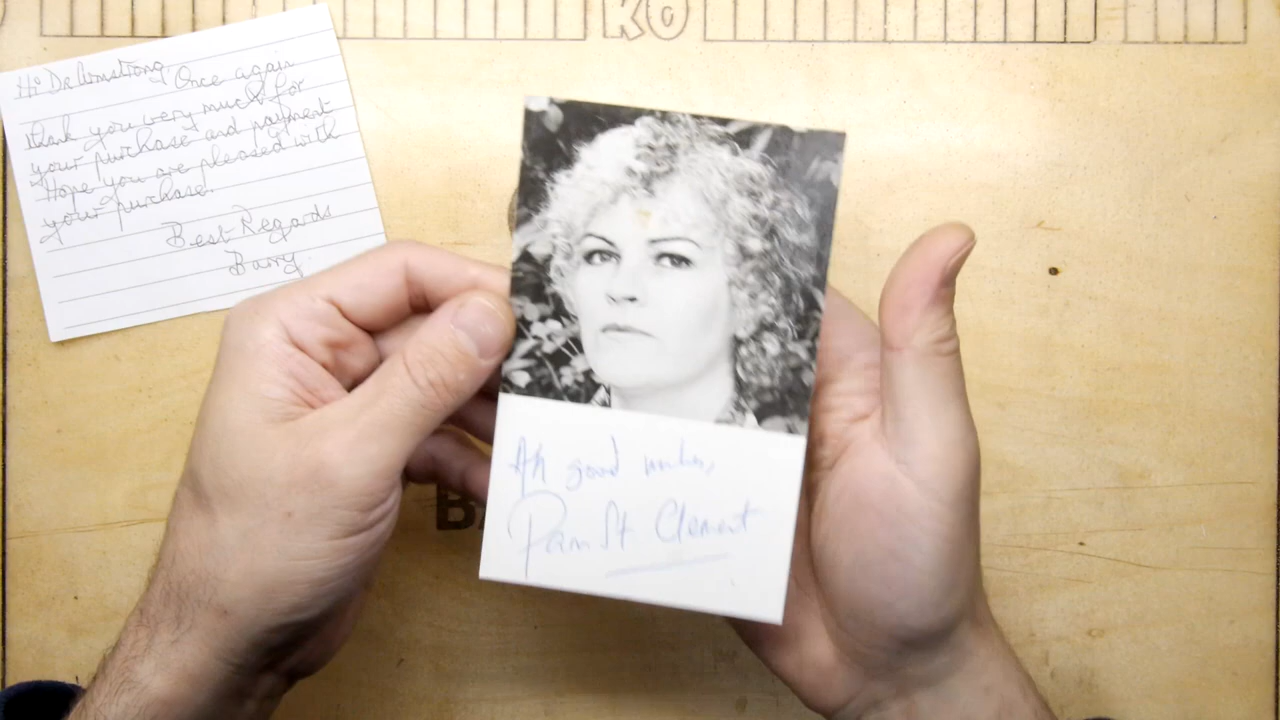 KO
Hi Dr Armstrong, Once again
thank you very much for
your purchase and payment
Hope you are pleased with
your purchase.
Best Regards
Barry
All good wishes,
Pam St Clement
B